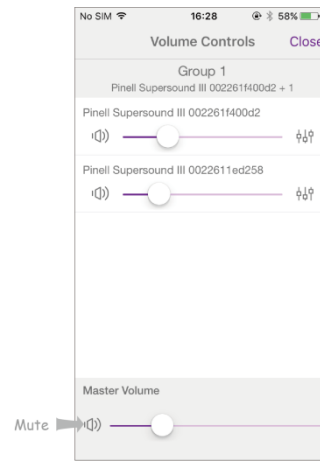 No SIM 16:28 58%
Volume Controls Close
Group 1
Pinell Supersound III 002261f400d2 + 1
Pinell Supersound III 002261f400d2
Pinell Supersound III 0022611ed258
Master Volume
Mute